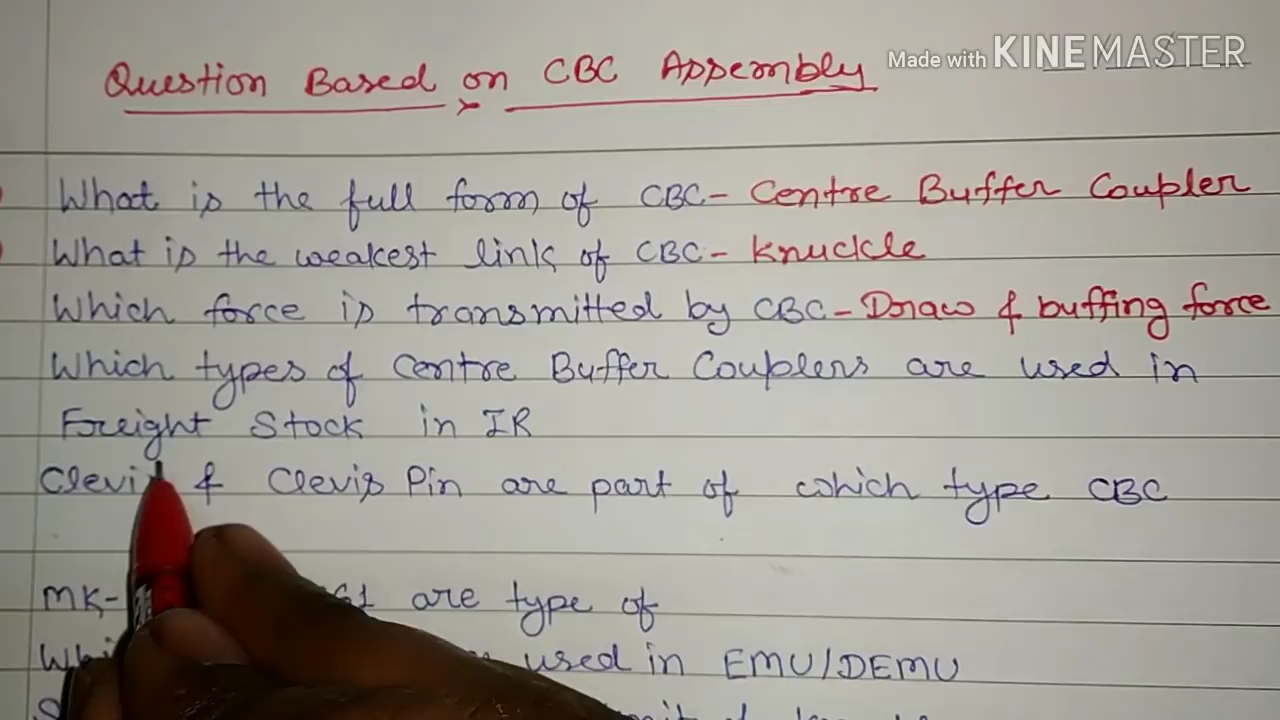 Made with KINEMASTER
Question Based on CBC Assembly
What is the full form of CBC - Centre Buffer Coupler
What is the weakest link of CBC - knuckle
Which force is transmitted by CBC - Draw & buffing force
Which types of Centre Buffer Couplers are used in
Freight Stock in IR
Clevis & Clevis Pin are part of which type CBC
MK- are type of
used in EMU/DEMU